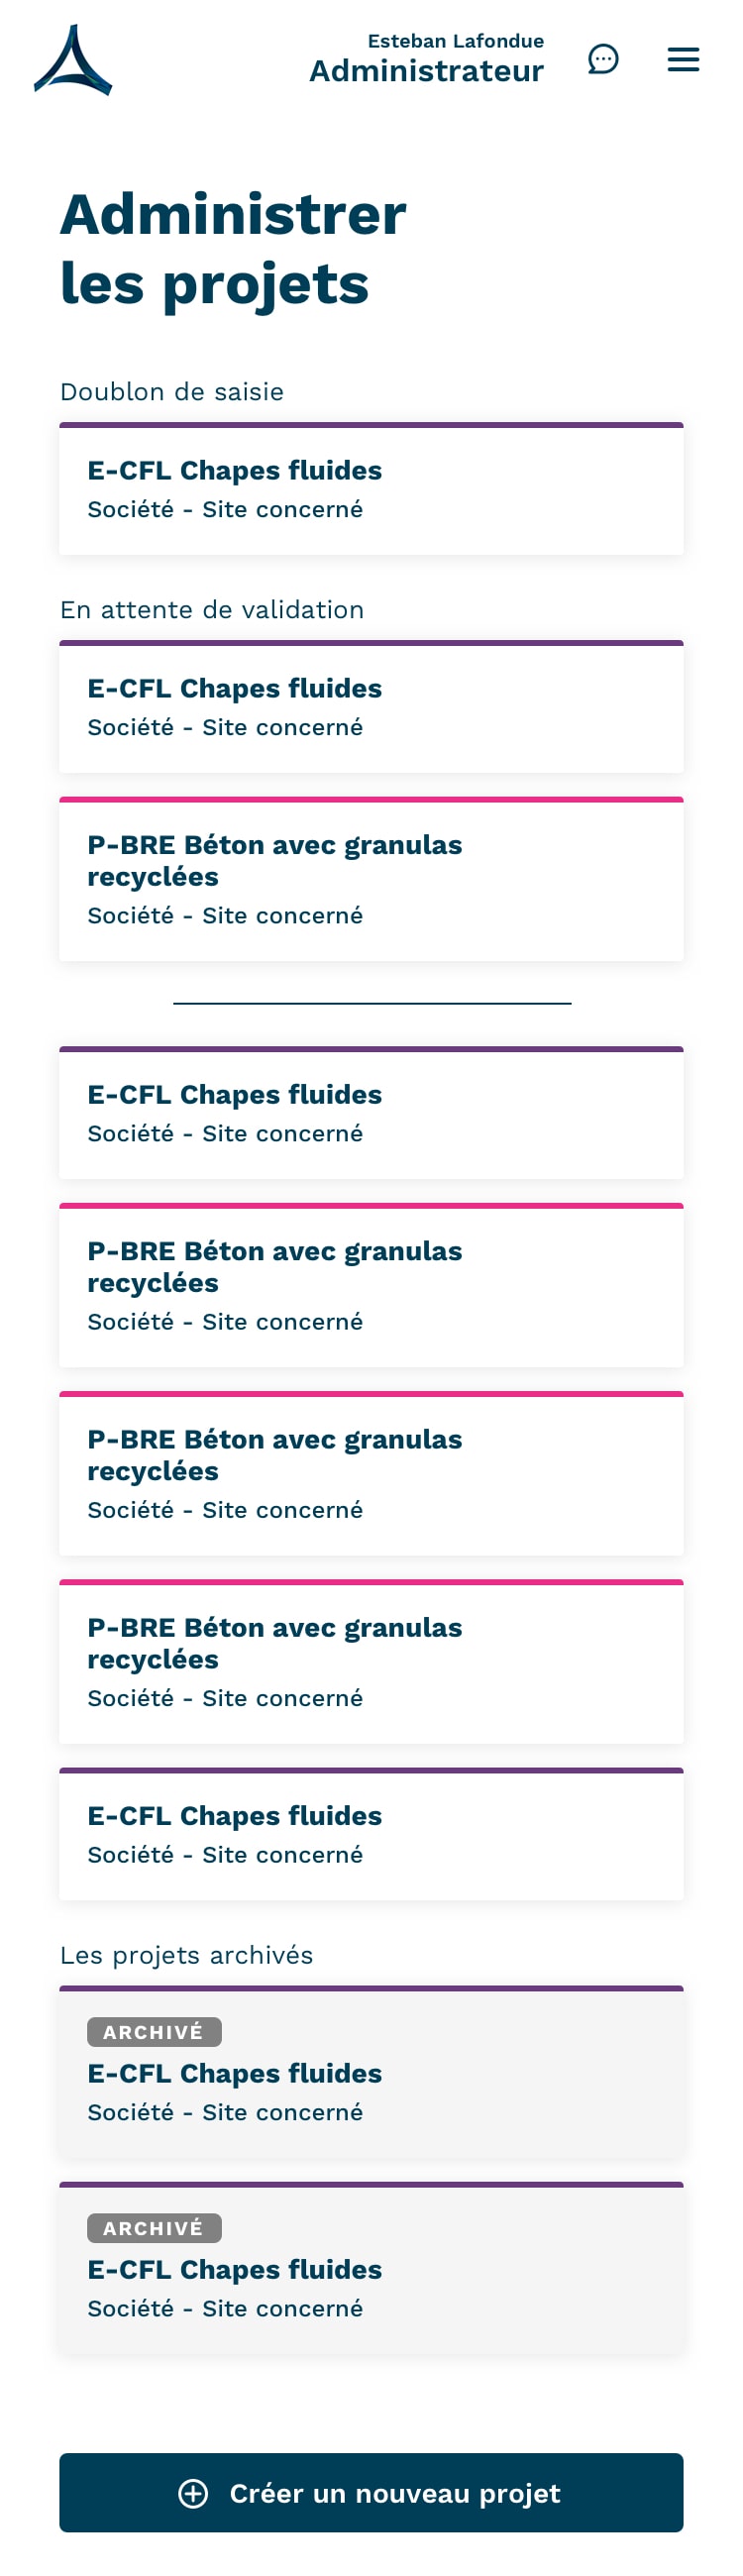 Esteban Lafondue
Administrateur
Administrer
les projets
Doublon de saisie
E-CFL Chapes fluides
Société - Site concerné
En attente de validation
E-CFL Chapes fluides
Société - Site concerné
P-BRE Béton avec granulas
recyclées
Société - Site concerné
E-CFL Chapes fluides
Société - Site concerné
P-BRE Béton avec granulas
recyclées
Société - Site concerné
P-BRE Béton avec granulas
recyclées
Société - Site concerné
P-BRE Béton avec granulas
recyclées
Société - Site concerné
E-CFL Chapes fluides
Société - Site concerné
Les projets archivés
ARCHIVÉ
E-CFL Chapes fluides
Société - Site concerné
ARCHIVÉ
E-CFL Chapes fluides
Société - Site concerné
Créer un nouveau projet